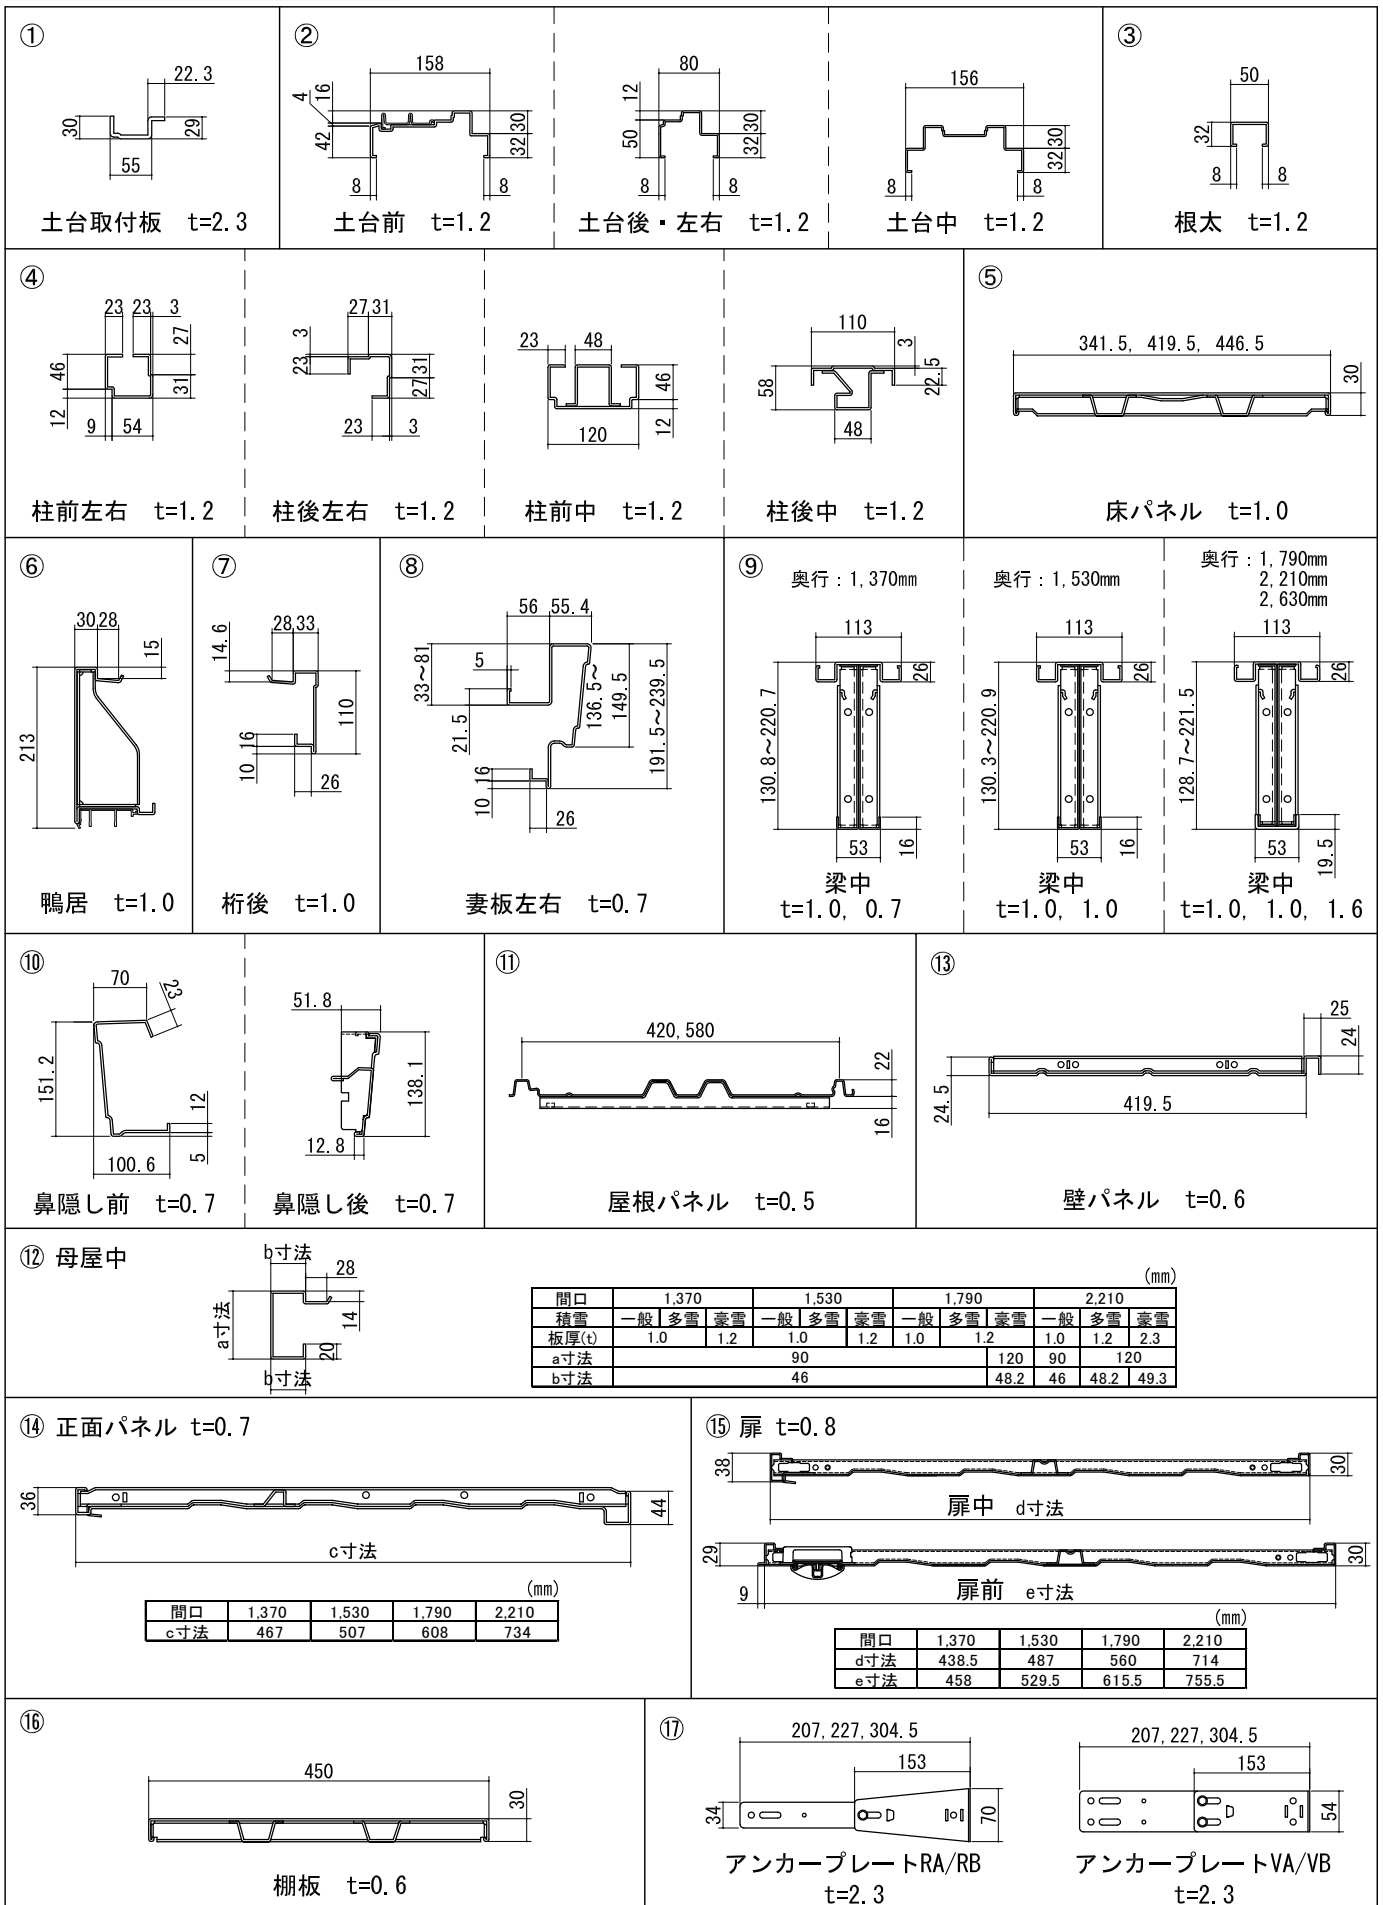 ①
22.3
30
29
55
土台取付板 t=2.3
②
158
4
16
42
30
32
8
8
土台前 t=1.2
80
12
50
30
32
8
8
土台後・左右 t=1.2
156
30
32
8
8
土台中 t=1.2
③
50
32
8
8
根太 t=1.2
④
23
23
3
27
46
31
12
9
54
柱前左右 t=1.2
27
31
3
23
31
27
23
3
柱後左右 t=1.2
23
48
46
12
120
柱前中 t=1.2
110
3
22.5
58
48
柱後中 t=1.2
⑤
341.5, 419.5, 446.5
30
床パネル t=1.0
⑥
30
28
15
213
鴨居 t=1.0
⑦
14.6
28
33
110
16
10
26
桁後 t=1.0
⑧
56
55.4
33~81
5
21.5
136.5~
149.5
191.5~239.5
16
10
26
妻板左右 t=0.7
⑨
奥行：1,370mm
113
26
130.8~220.7
53
16
梁中
t=1.0, 0.7
奥行：1,530mm
113
26
130.3~220.9
53
16
梁中
t=1.0, 1.0
奥行：1,790mm
2,210mm
2,630mm
113
26
128.7~221.5
53
19.5
梁中
t=1.0, 1.0, 1.6
⑩
70
23
151.2
12
5
100.6
鼻隠し前 t=0.7
51.8
138.1
12.8
鼻隠し後 t=0.7
⑪
420,580
22
16
屋根パネル t=0.5
⑬
25
24
24.5
419.5
壁パネル t=0.6
⑫ 母屋中
b寸法
28
a寸法
14
20
b寸法
(mm)
間口 1,370 1,530 1,790 2,210
積雪 一般 多雪 豪雪 一般 多雪 豪雪 一般 多雪 豪雪 一般 多雪 豪雪
板厚(t) 1.0 1.2 1.0 1.2 1.0 1.2 1.0 1.2 2.3
a寸法 90 120 90 120
b寸法 46 48.2 46 48.2 49.3
⑭ 正面パネル t=0.7
36
44
c寸法
(mm)
間口 1,370 1,530 1,790 2,210
c寸法 467 507 608 734
⑮ 扉 t=0.8
38
30
扉中 d寸法
29
30
9
扉前 e寸法
(mm)
間口 1,370 1,530 1,790 2,210
d寸法 438.5 487 560 714
e寸法 458 529.5 615.5 755.5
⑯
450
30
棚板 t=0.6
⑰
207,227,304.5
153
34
70
アンカープレートRA/RB
t=2.3
207,227,304.5
153
54
アンカープレートVA/VB
t=2.3